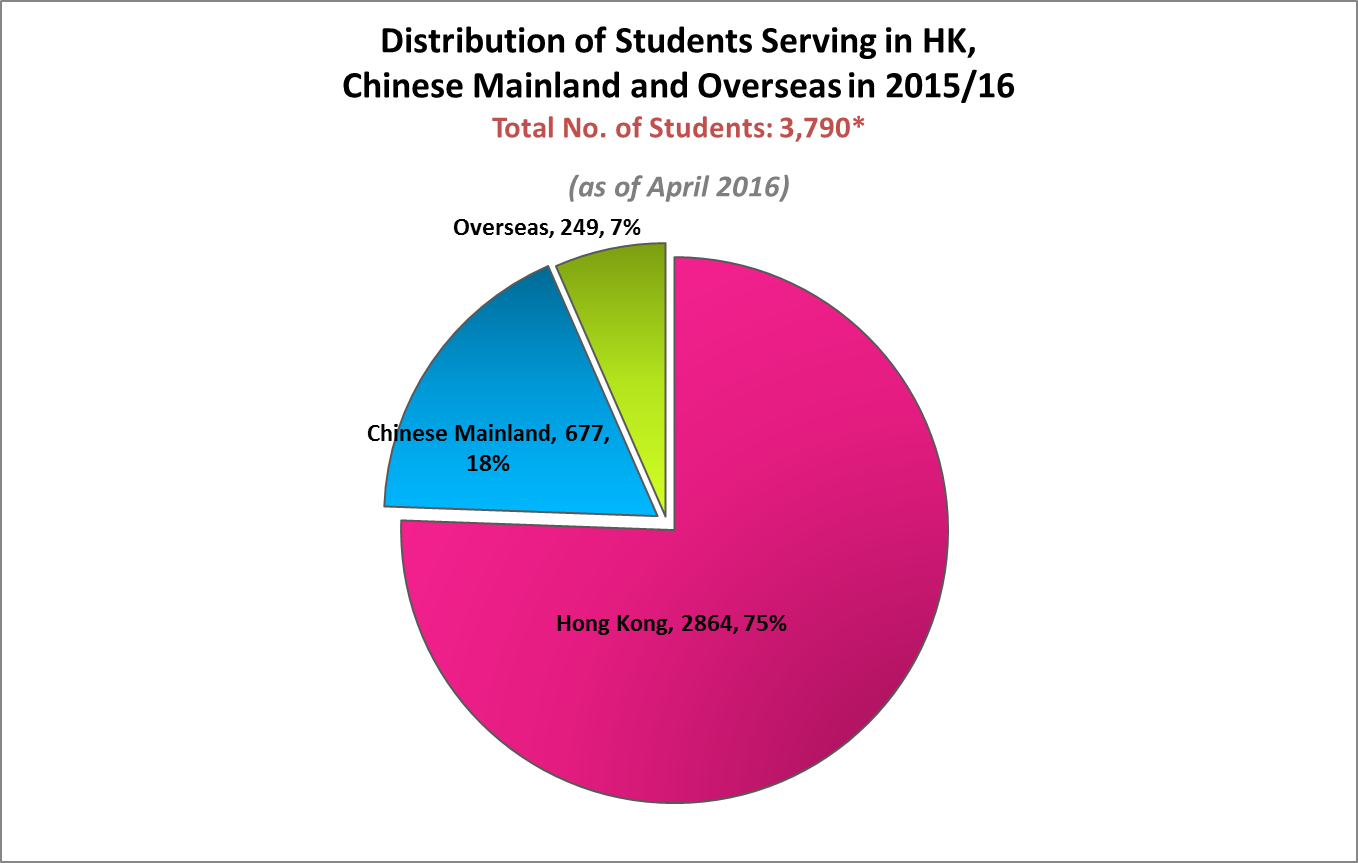 Distribution of Students Serving in HK,
Chinese Mainland and Overseas in 2015/16
Total No. of Students: 3,790*
(as of April 2016)
Overseas, 249, 7%
Chinese Mainland, 677,
18%
Hong Kong, 2864, 75%